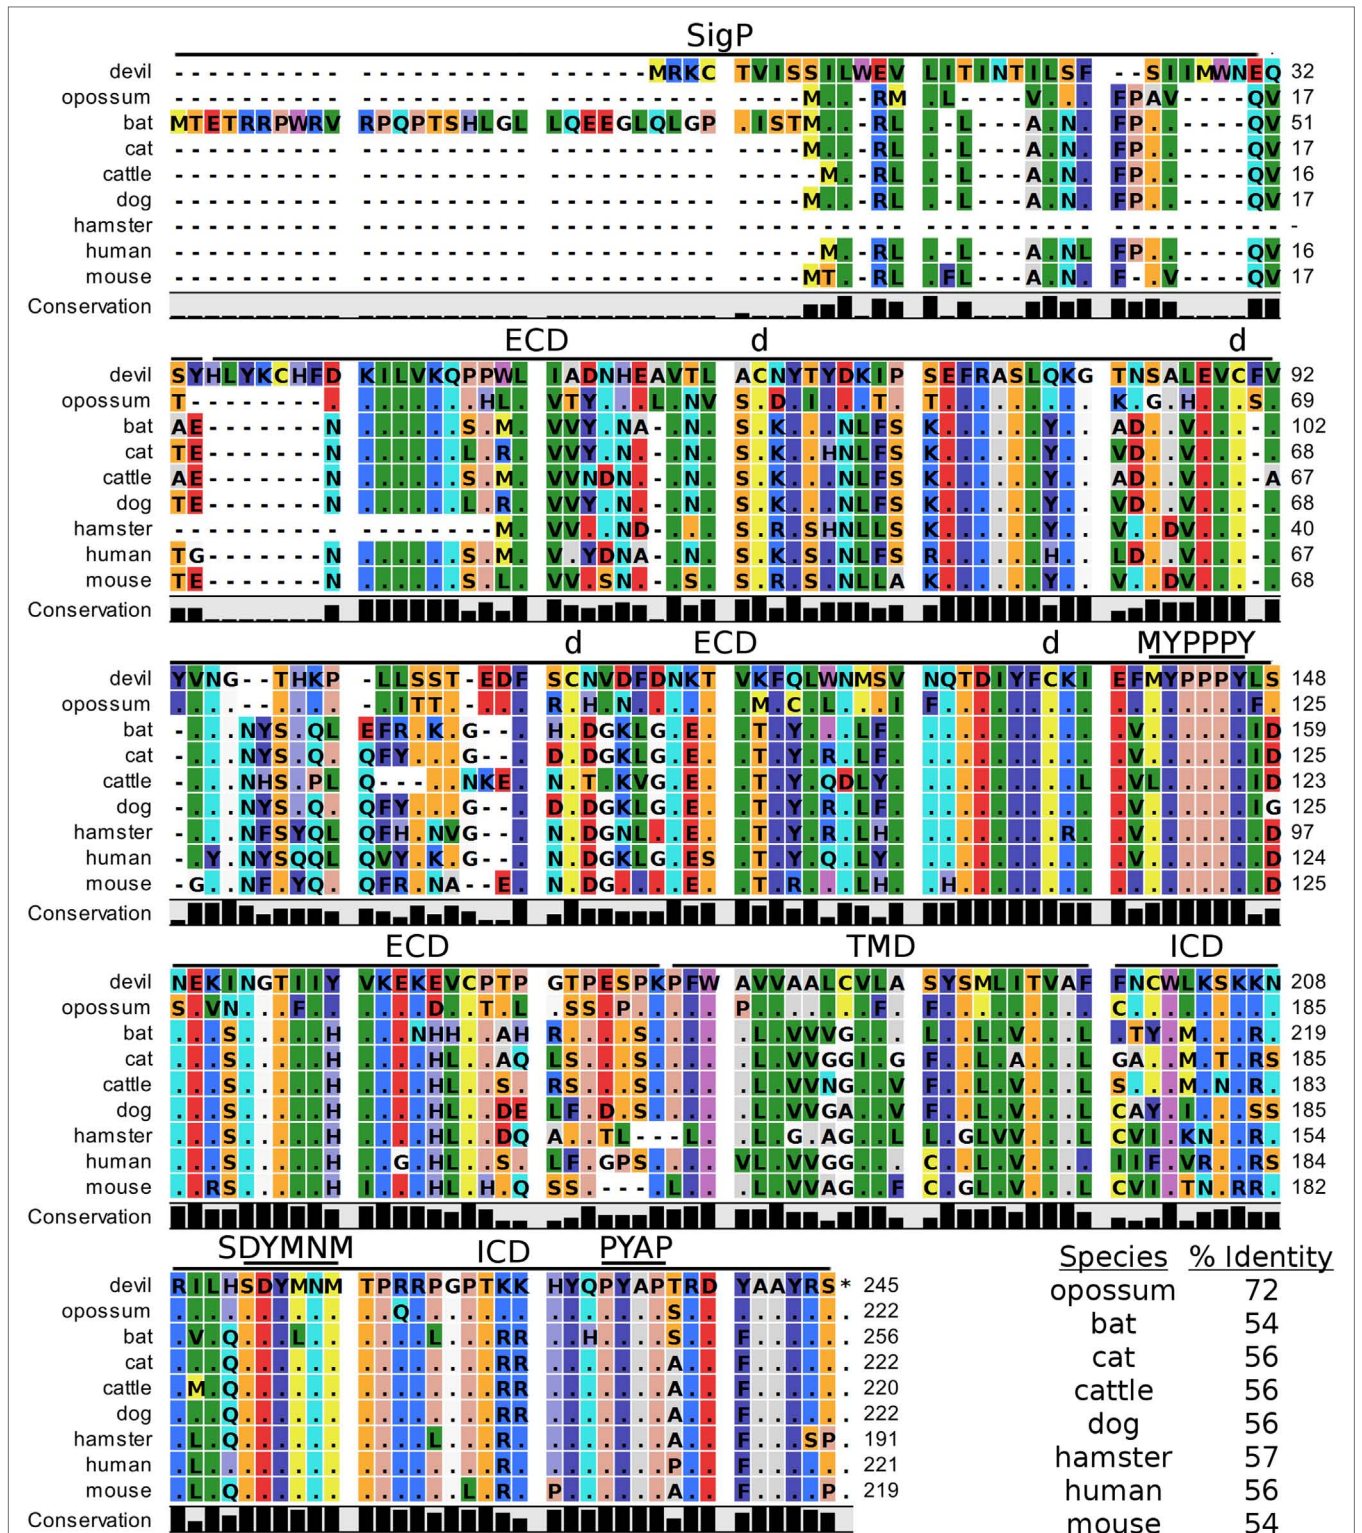 SigP
devil ---------- ---------- ------MRKC TVISSILWEV LITINTILSF --SIIMWNEQ 32
opossum ---------- ---------- ---------- ----M..-RM .L----V... FPAV----QV 17
bat MTETRRPWRV RPQPTSHLGL LQEEGLQLGP .ISTM..-RL .-L---A.N. FP..----QV 51
cat ---------- ---------- ---------- ----M..-RL .-L---A.N. FP..----QV 17
cattle ---------- ---------- ---------- -----M.-RL .-L---A.N. FP..----QV 16
dog ---------- ---------- ---------- ----M..-RL .-L---A.N. FP..----QV 17
hamster ---------- ---------- ---------- ---------- ---------- ---------- -
human ---------- ---------- ---------- -----M.-RL .-L---A.NL FP..----QV 16
mouse ---------- ---------- ---------- ----MT.-RL .FL---A.N. F-.V----QV 17
Conservation
ECD d d
devil SYHLYKCHFD KILVKQPPWL IADNHEAVTL ACNYTYDKIP SEFRASLQKG TNSALEVCFV 92
opossum T--------. .......HL. VTY...L.NV S.D.I...T. T......... K.G.H...S. 69
bat AE-------N ......S.M. VVY.NA-.N. S.K...NLFS K......Y.. AD..V...-. 102
cat TE-------N ......L.R. VVY.N.-.N. S.K..HNLFS K......Y.. VD..V...-. 68
cattle AE-------N ......S.M. VVNDN.-.N. S.K...NLFS K......Y.. AD..V...-A 67
dog TE-------N ......L.R. VVY.N.-.N. S.K...NLFS K......Y.. VD..V...-. 68
hamster ---------- --------M. VV..ND-... S.R.SHNLLS K......Y.. V..DV...-. 40
human TG-------N ......S.M. V.YDNA-.N. S.K.S.NLFS R......H.. LD..V...-. 67
mouse TE-------N ......S.L. VV.SN.-.S. S.R.S.NLLA K......Y.. V..DV...-. 68
Conservation
d ECD d MYPPPY
devil YVNG--THKP -LLSST-EDF SCNVDFDNKT VKFQLWNMSV NQTDIYFCKI EFMYPPPYLS 148
opossum ....--.... -.ITT.-... R.H.N..... .M.C.L...I F......... ........F. 125
bat -...NYS.QL EFR.K.G--. H.DGKLG.E. .T.Y...LF. .......... .V......ID 159
cat -...NYS.Q. QFY...G--. D.DGKLG.E. .T.Y.R.LF. .......... .V......ID 125
cattle -...NHS.PL Q---..NKE. N.T.KVG.E. .T.Y.QDLY. .........L .VL.....ID 123
dog -...NYS.Q. QFY...G--. D.DGKLG.E. .T.Y.R.LF. .......... .V......IG 125
hamster -...NFSYQL QFH.NVG--. N.DGNL..E. .T.Y.R.LH. ........R. .V.......D 97
human -.Y.NYSQQL QVY.K.G--. N.DGKLG.ES .T.Y.Q.LY. .......... .V.......D 124
mouse -G..NF.YQ. QFR.NA--E. N.DG....E. .T.R...LH. .H........ .........D 125
Conservation
ECD TMD ICD
devil NEKINGTIIY VKEKEVCPTP GTPESPKPFW AVVAALCVLA SYSMLITVAF FNCWLKSKKN 208
opossum S.VN...F.. ....D..T.L .SS.P..... P.......F. F......... C......... 185
bat ...S.....H ...NHH..AH R....S.... .L.VVVG... L..L.V...L .TY.M...R. 219
cat ...S.....H ....HL..AQ LS...S.... .L.VVGGI.G F..L.A...L GA..M.T.RS 185
cattle ...S.....H ....HL..S. RS...S.... .L.VVNG..V F..L.V...L S...M.N.R. 183
dog ...S.....H ....HL..DE LF.D.S.... .L.VVGA..V F..L.V...L CAY.I...SS 185
hamster ...S.....H ....HL..DQ A..TL---L. .L.G.AG..L L.GLVV...L CVI.KN..R. 154
human ...S.....H ..G.HL..S. LF.GPS.... VL.VVGG... C..L.V...L IIF.VR..RS 184
mouse ..RS.....H I...HL.H.Q SS.---.L.. .L.VVAG..F C.GL.V...L CVI.TN.RR. 182
Conservation
SDYMNM ICD PYAP
devil RILHSDYMNM TPRRPGPTKK HYQPYAPTRD YAAYRS* 245
opossum .......... ..Q....... .......S.. ....... 222
bat .V.Q...L.. ....L...RR ..H....S.. F...... 256
cat ...Q...... ........RR .......A.. F...... 222
cattle .M.Q...... ........RR .......A.. F...... 220
dog ...Q...... ........RR .......A.. F...... 222
hamster .L.Q...... ....L...R. .......A.. F...SP. 191
human .L........ ........R. .......P.. F...... 221
mouse .L.Q...... ......L.R. P......A.. F....P. 219
Conservation
Species % Identity
opossum 72
bat 54
cat 56
cattle 56
dog 56
hamster 57
human 56
mouse 54